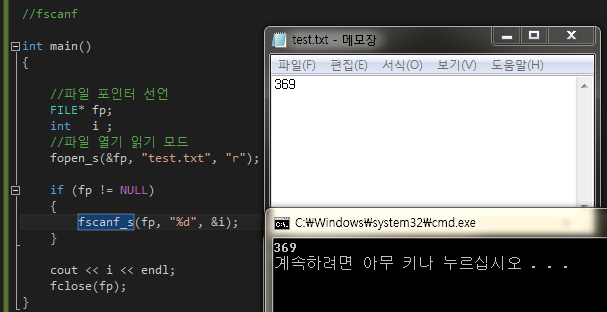 //fscanf
int main()
{
//파일 포인터 선언
FILE* fp;
int i ;
//파일 열기 읽기 모드
fopen_s(&fp, "test.txt", "r");
if (fp != NULL)
{
fscanf_s(fp, "%d", &i);
}
cout << i << endl;
fclose(fp);
}
test.txt - 메모장
파일(F) 편집(E) 서식(O) 보기(V) 도움말(H)
369
C:₩Windows₩system32₩cmd.exe
369
계속하려면 아무 키나 누르십시오 . . .